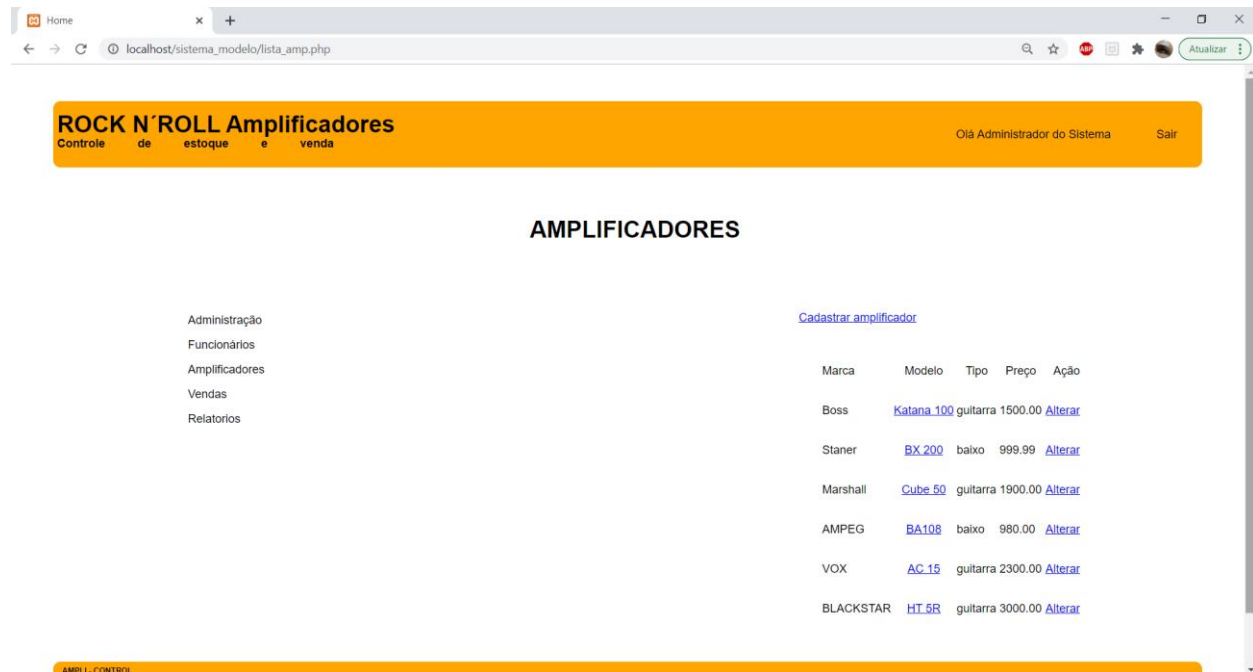 Home
localhost/sistema_modelo/lista_amp.php
ABP
Atualizar
ROCK N´ROLL Amplificadores
Controle de estoque e venda
Olá Administrador do Sistema
Sair
AMPLIFICADORES
Administração
Funcionários
Amplificadores
Vendas
Relatorios
Cadastrar amplificador
Marca Modelo Tipo Preço Ação
Boss Katana 100 guitarra 1500.00 Alterar
Staner BX 200 baixo 999.99 Alterar
Marshall Cube 50 guitarra 1900.00 Alterar
AMPEG BA108 baixo 980.00 Alterar
VOX AC 15 guitarra 2300.00 Alterar
BLACKSTAR HT 5R guitarra 3000.00 Alterar
AMPLI - CONTROL